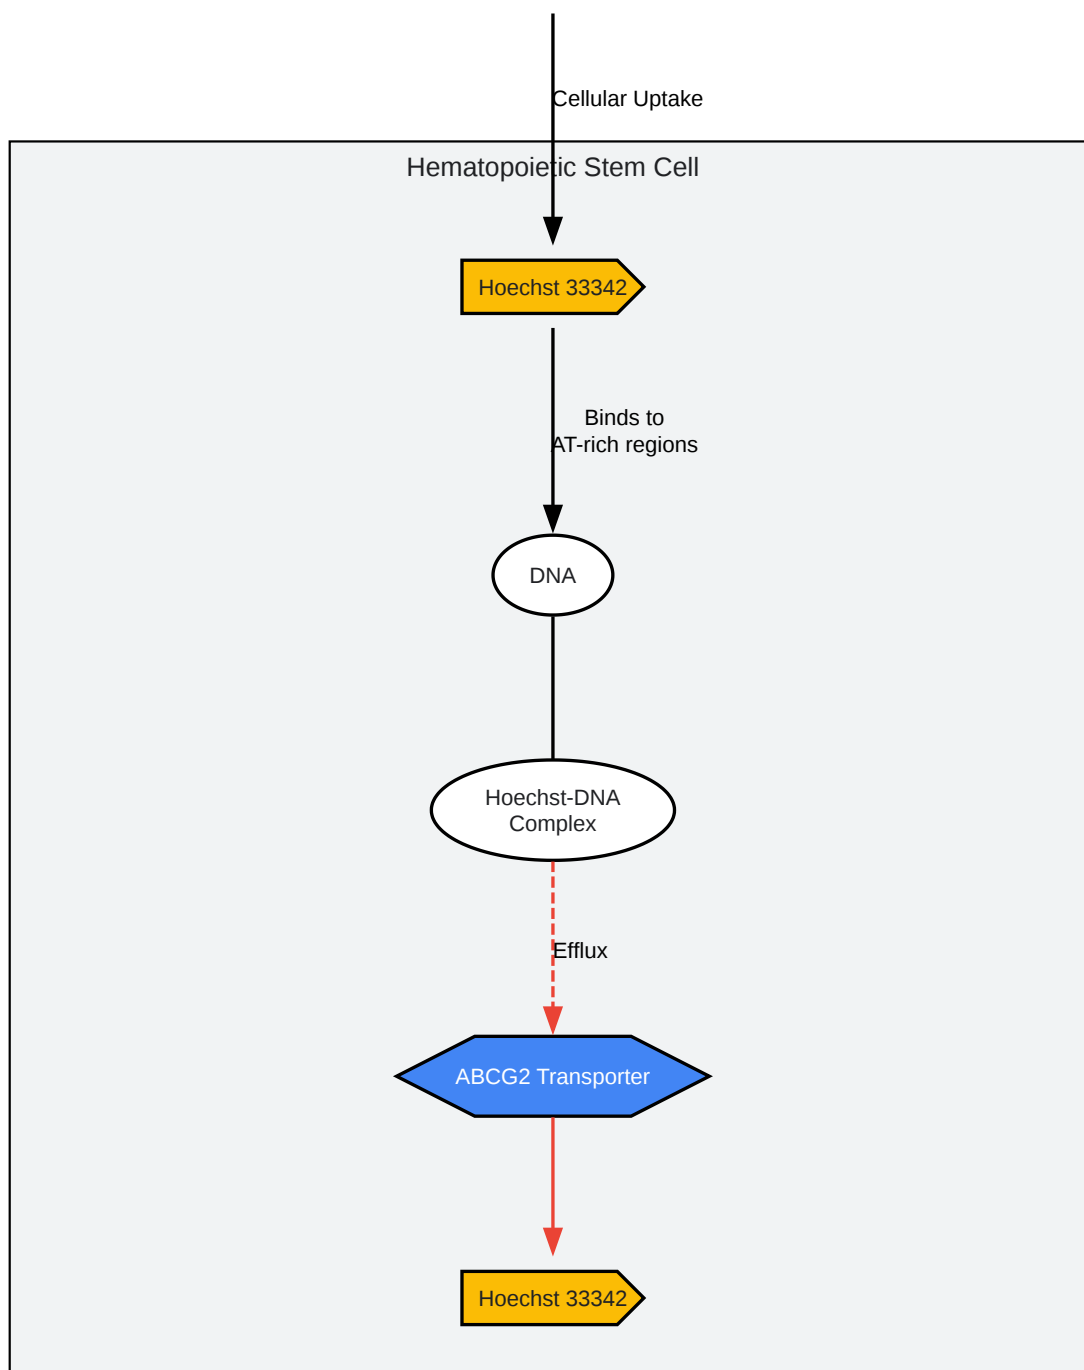 Cellular Uptake
Hematopoietic Stem Cell
Hoechst 33342
Binds to
AT-rich regions
DNA
Hoechst-DNA
Complex
Efflux
ABCG2 Transporter
Hoechst 33342